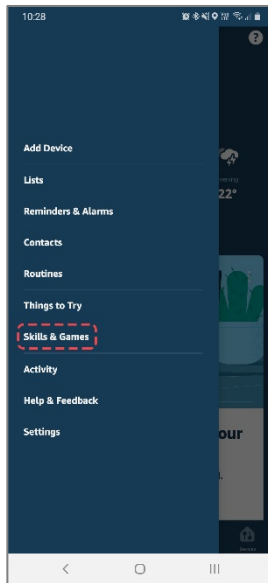 10:28
Add Device
Lists
22°
Reminders & Alarms
Contacts
Routines
Things to Try
Skills & Games
Activity
Help & Feedback
Settings
our